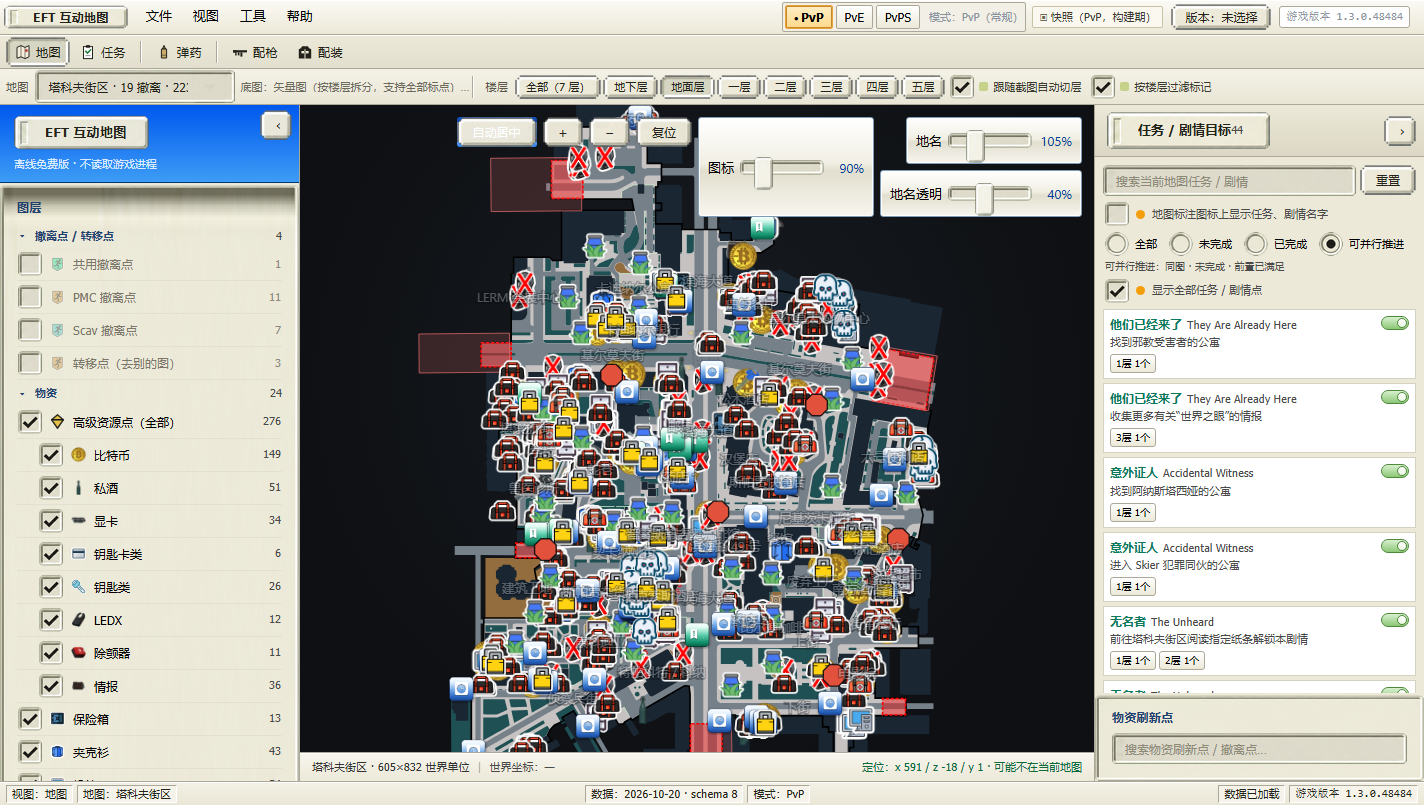 EFT 互动地图 文件 视图 工具 帮助 • PvP PvE PvPS 模式: PvP (常规) 快照 (PvP, 构建期) 版本: 未选择 游戏版本 1.3.0.48484
地图 任务 弹药 配枪 配装
地图 塔科夫街区 · 19 撤离 · 22: 底图: 矢量图 (按楼层拆分, 支持全部标点) ... 楼层 全部 (7 层) 地下层 地面层 一层 二层 三层 四层 五层 跟随截图自动切层 按楼层过滤标记
EFT 互动地图
离线免费版 · 不读取游戏进程
图层
撤离点 / 转移点 4
共用撤离点 1
PMC 撤离点 11
Scav 撤离点 7
转移点 (去别的图) 3
物资 24
高级资源点 (全部) 276
比特币 149
私酒 51
显卡 34
钥匙卡类 6
钥匙类 26
LEDX 12
除颤器 11
情报 36
保险箱 13
夹克衫 43
自动居中 + − 复位
图标 90%
地名 105%
地名透明 40%
基尔莫夫街
基尔莫夫街
塔科夫街区 · 605×832 世界单位 | 世界坐标: —
定位: x 591 / z -18 / y 1 · 可能不在当前地图
任务 / 剧情目标44
搜索当前地图任务 / 剧情 重置
地图标注图标上显示任务、剧情名字
全部 未完成 已完成 可并行推进
可并行推进: 同图 · 未完成 · 前置已满足
显示全部任务 / 剧情点
他们已经来了 They Are Already Here
找到邪教受害者的公寓
1层 1个
他们已经来了 They Are Already Here
收集更多有关“世界之眼”的情报
3层 1个
意外证人 Accidental Witness
找到阿纳斯塔西娅的公寓
1层 1个
意外证人 Accidental Witness
进入 Skier 犯罪同伙的公寓
1层 1个
无名者 The Unheard
前往塔科夫街区阅读指定纸条解锁本剧情
1层 1个 2层 1个
物资刷新点
搜索物资刷新点 / 撤离点...
视图: 地图 地图: 塔科夫街区 数据: 2026-10-20 · schema 8 模式: PvP 数据已加载 游戏版本 1.3.0.48484